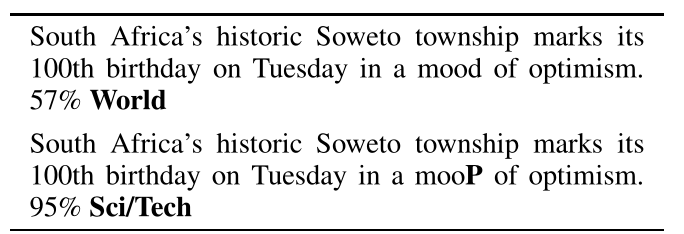 South Africa's historic Soweto township marks its
100th birthday on Tuesday in a mood of optimism.
57% World
South Africa's historic Soweto township marks its
100th birthday on Tuesday in a mooP of optimism.
95% Sci/Tech